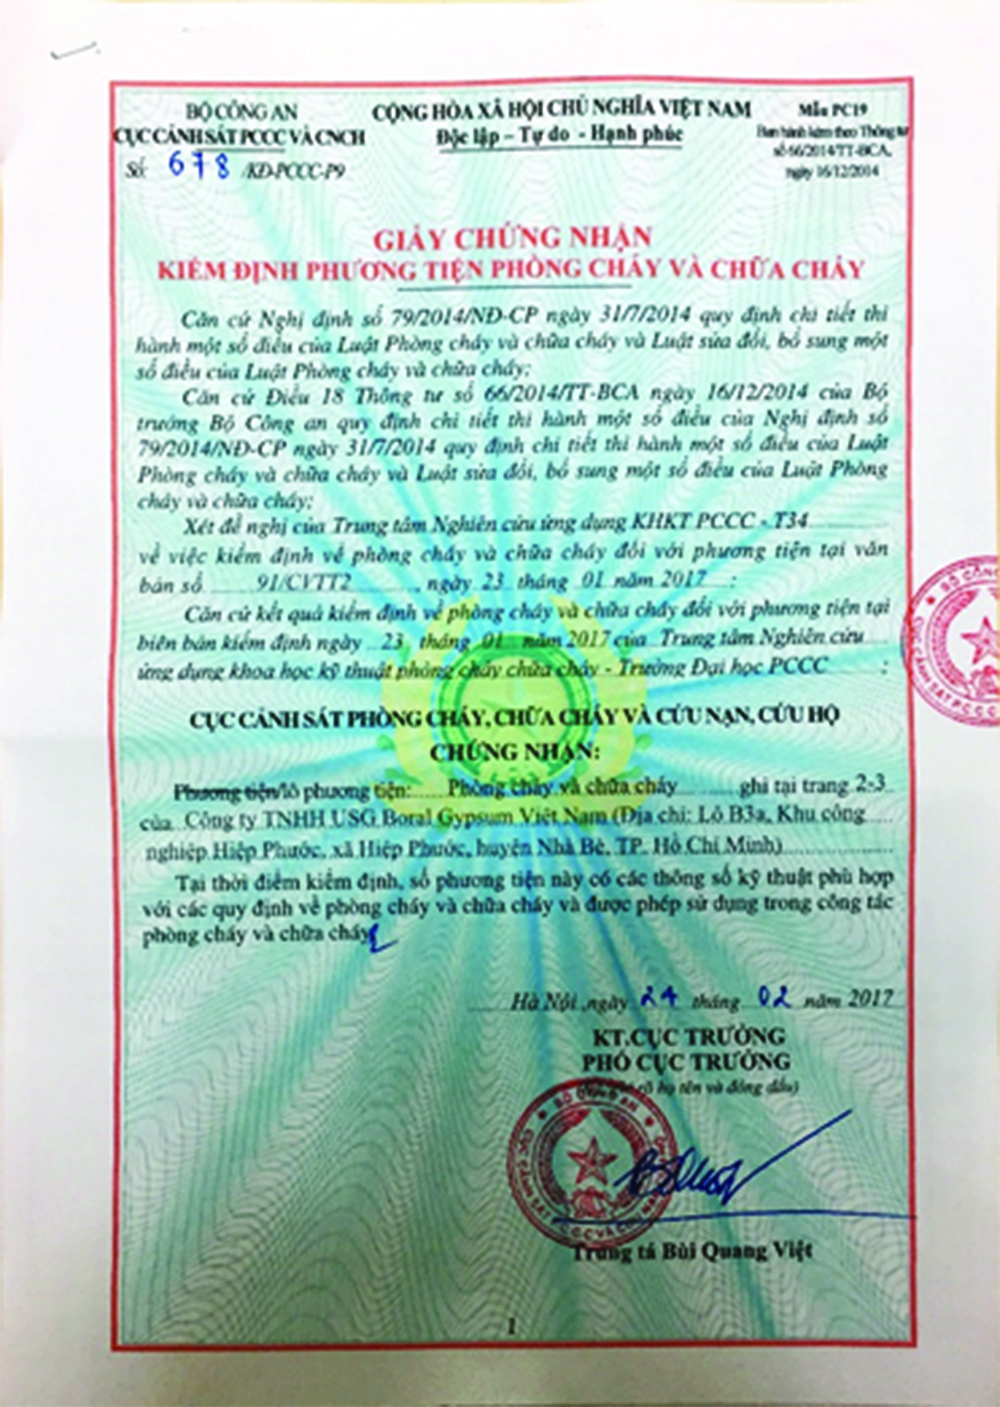 BỘ CÔNG AN
CỤC CẢNH SÁT PCCC VÀ CNCH
Số: 678 /KĐ-PCCC-P9
CỘNG HÒA XÃ HỘI CHỦ NGHĨA VIỆT NAM
Độc lập – Tự do - Hạnh phúc
Mẫu PC19
Ban hành kèm theo Thông tư
số 66/2014/TT-BCA,
ngày 16/12/2014
GIẤY CHỨNG NHẬN
KIỂM ĐỊNH PHƯƠNG TIỆN PHÒNG CHÁY VÀ CHỮA CHÁY
Căn cứ Nghị định số 79/2014/NĐ-CP ngày 31/7/2014 quy định chi tiết thi
hành một số điều của Luật Phòng cháy và chữa cháy và Luật sửa đổi, bổ sung một
số điều của Luật Phòng cháy và chữa cháy;
Căn cứ Điều 18 Thông tư số 66/2014/TT-BCA ngày 16/12/2014 của Bộ
trưởng Bộ Công an quy định chi tiết thi hành một số điều của Nghị định số
79/2014/NĐ-CP ngày 31/7/2014 quy định chi tiết thi hành một số điều của Luật
Phòng cháy và chữa cháy và Luật sửa đổi, bổ sung một số điều của Luật Phòng
cháy và chữa cháy;
Xét đề nghị của Trung tâm Nghiên cứu ứng dụng KHKT PCCC - T34
về việc kiểm định về phòng cháy và chữa cháy đối với phương tiện tại văn
bản số 91/CVTT2 , ngày 23 tháng 01 năm 2017 ;
Căn cứ kết quả kiểm định về phòng cháy và chữa cháy đối với phương tiện tại
biên bản kiểm định ngày 23 tháng 01 năm 2017 của Trung tâm Nghiên cứu
ứng dụng khoa học kỹ thuật phòng cháy chữa cháy - Trường Đại học PCCC ;
CỤC CẢNH SÁT PHÒNG CHÁY, CHỮA CHÁY VÀ CỨU NẠN, CỨU HỘ
CHỨNG NHẬN:
Phương tiện/lô phương tiện: Phòng cháy và chữa cháy ghi tại trang 2-3
của Công ty TNHH USG Boral Gypsum Việt Nam (Địa chỉ: Lô B3a, Khu công
nghiệp Hiệp Phước, xã Hiệp Phước, huyện Nhà Bè, TP. Hồ Chí Minh)
Tại thời điểm kiểm định, số phương tiện này có các thông số kỹ thuật phù hợp
với các quy định về phòng cháy và chữa cháy và được phép sử dụng trong công tác
phòng cháy và chữa cháy
Hà Nội ,ngày 24 tháng 02 năm 2017
KT.CỤC TRƯỞNG
PHÓ CỤC TRƯỞNG
rõ họ tên và đóng dấu)
BỘ CÔNG AN
Trung tá Bùi Quang Việt
1